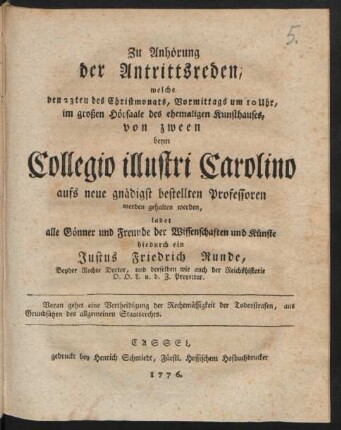 5.
Zu Anhörung
der Antrittsreden,
welche
den 23ten des Christmonats, Vormittags um 10 Uhr,
im großen Hörsaale des ehemaligen Kunsthauses,
von zween
beym
Collegio illustri Carolino
aufs neue gnädigst bestellten Professoren
werden gehalten werden,
ladet
alle Gönner und Freunde der Wissenschaften und Künste
hiedurch ein
Justus Friedrich Runde,
Beyder Rechte Doctor, und derselben wie auch der Reichshistorie
O. O. L. u. d. Z. Prorector.
Voran gehet eine Vertheidigung der Rechtmässigkeit der Todesstrafen, aus
Grundsätzen des allgemeinen Staatsrechts.
CASSEL,
gedruckt bey Henrich Schmiedt, Fürstl. Hessischem Hofbuchdrucker
1776.